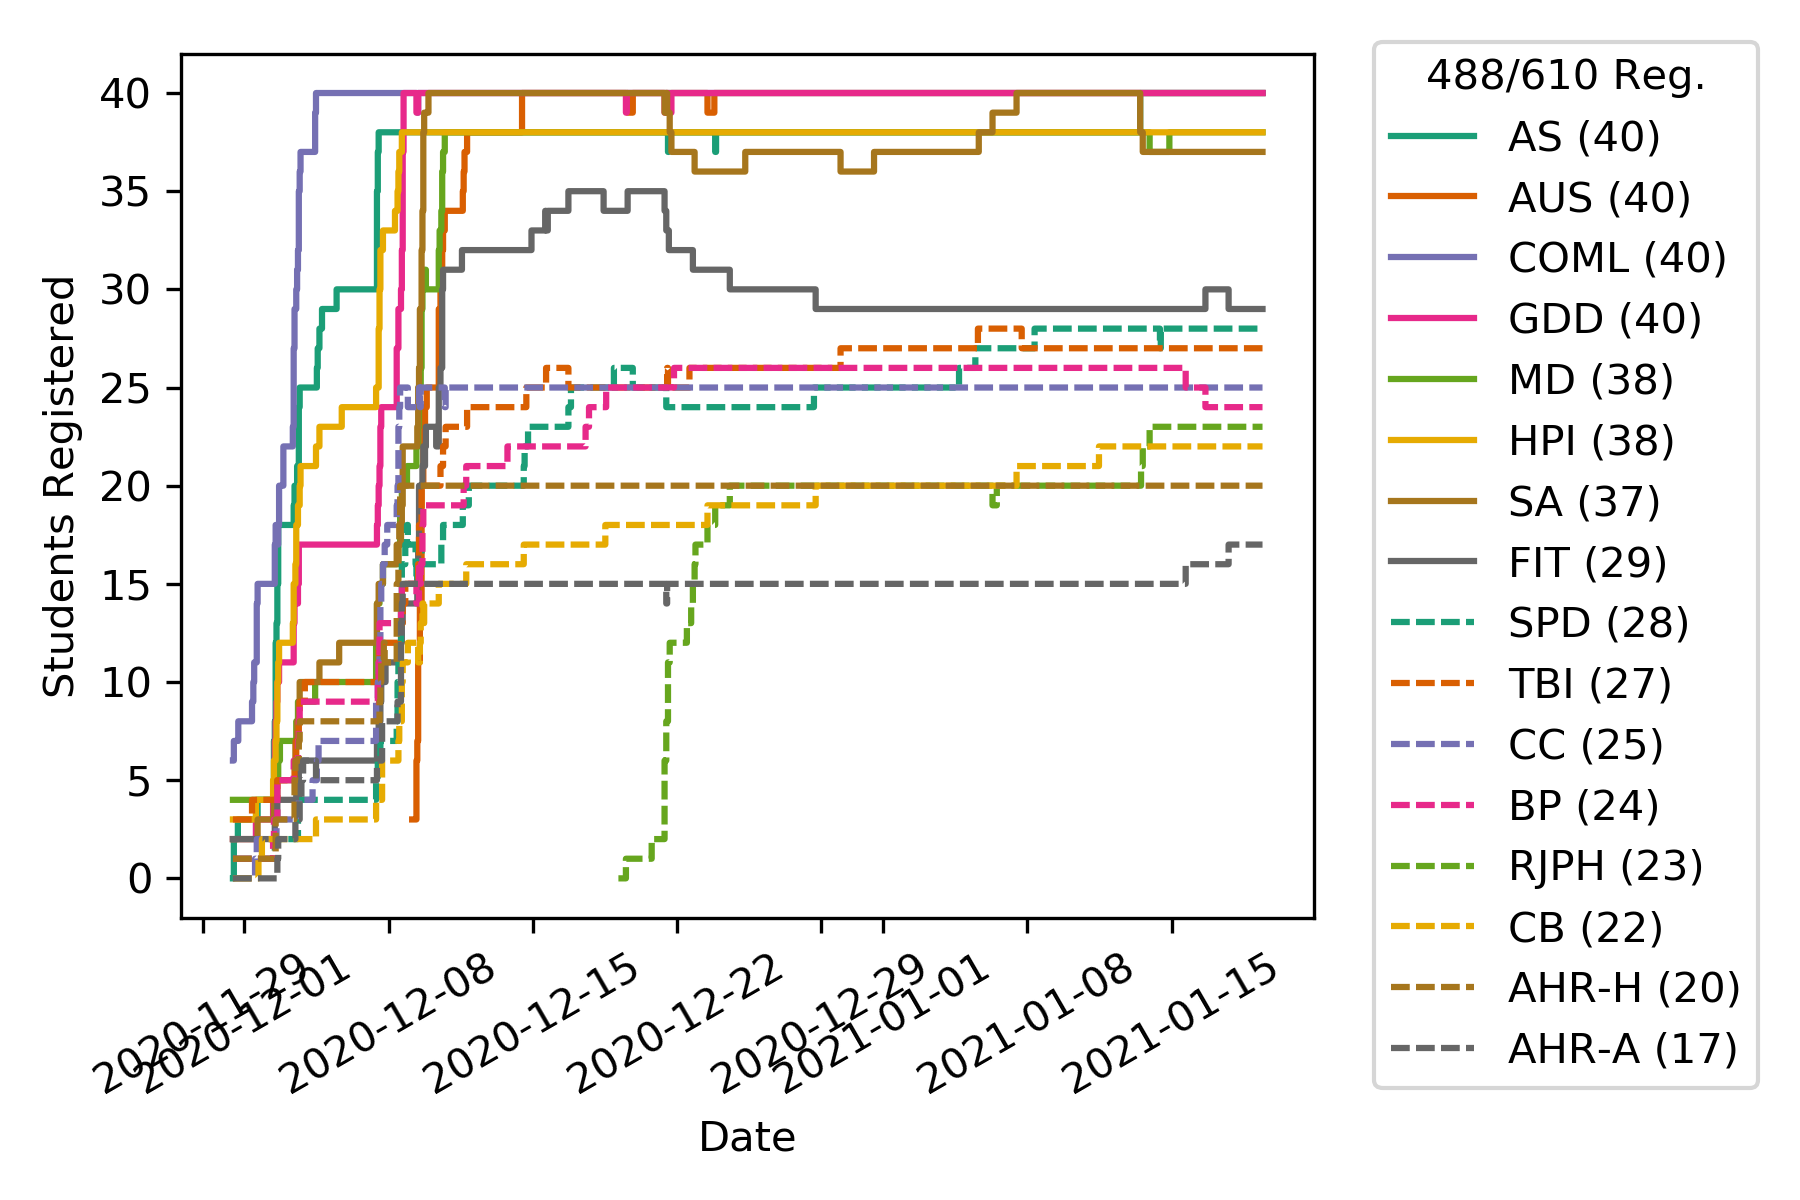 488/610 Reg.
AS (40)
AUS (40)
COML (40)
GDD (40)
MD (38)
HPI (38)
SA (37)
FIT (29)
SPD (28)
TBI (27)
CC (25)
BP (24)
RJPH (23)
CB (22)
AHR-H (20)
AHR-A (17)
Students Registered
40
35
30
25
20
15
10
5
0
2020-11-29
2020-12-01
2020-12-08
2020-12-15
2020-12-22
2020-12-29
2021-01-01
2021-01-08
2021-01-15
Date